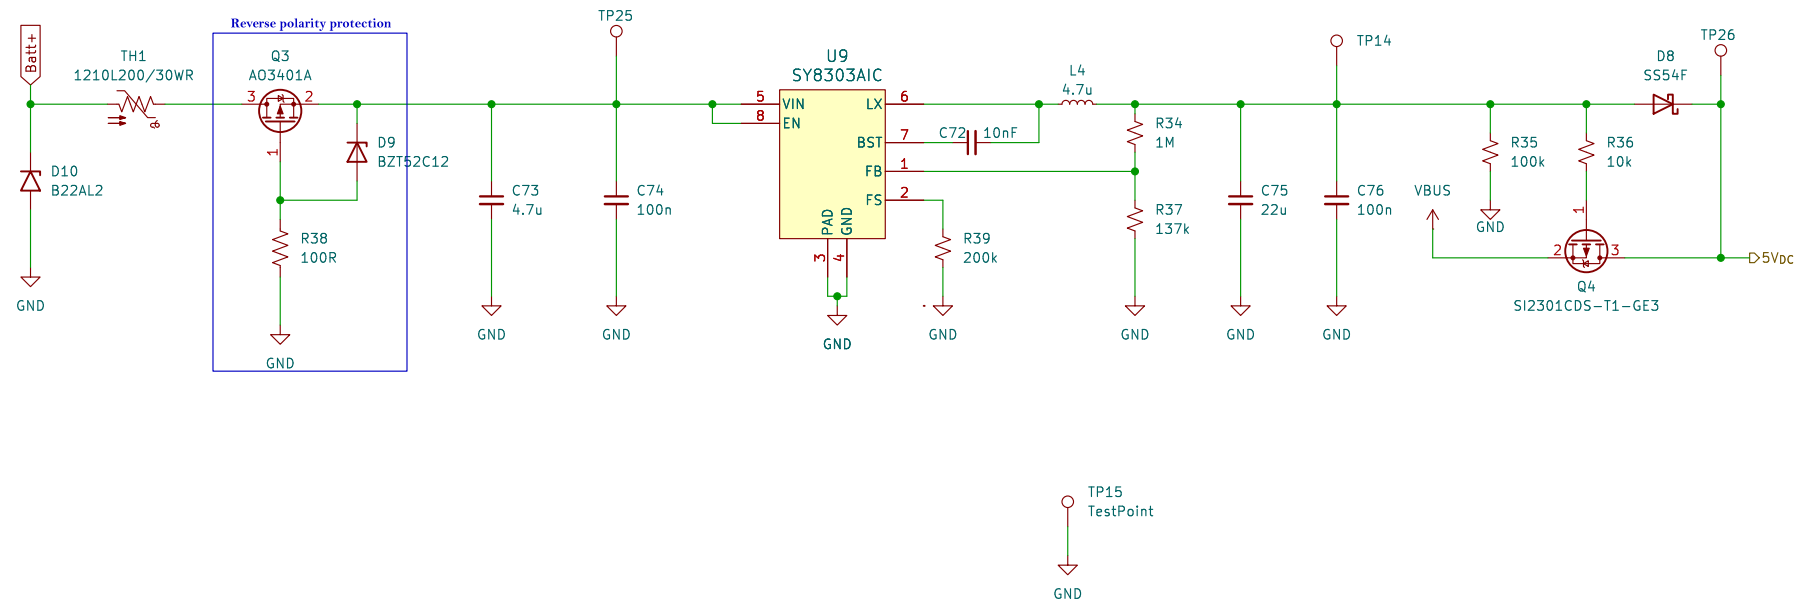 Reverse polarity protection
Batt+
TH1
1210L200/30WR
D10
B22AL2
GND
Q3
AO3401A
3
2
1
D9
BZT52C12
R38
100R
GND
C73
4.7u
GND
TP25
C74
100n
GND
U9
SY8303AIC
5
VIN
8
EN
LX
6
BST
7
FB
1
FS
2
PAD
GND
3
4
GND
C72
10nF
R39
200k
GND
L4
4.7u
R34
1M
R37
137k
GND
C75
22u
GND
TP14
C76
100n
GND
VBUS
R35
100k
GND
R36
10k
1
2
3
Q4
SI2301CDS-T1-GE3
D8
SS54F
TP26
5VDC
TP15
TestPoint
GND